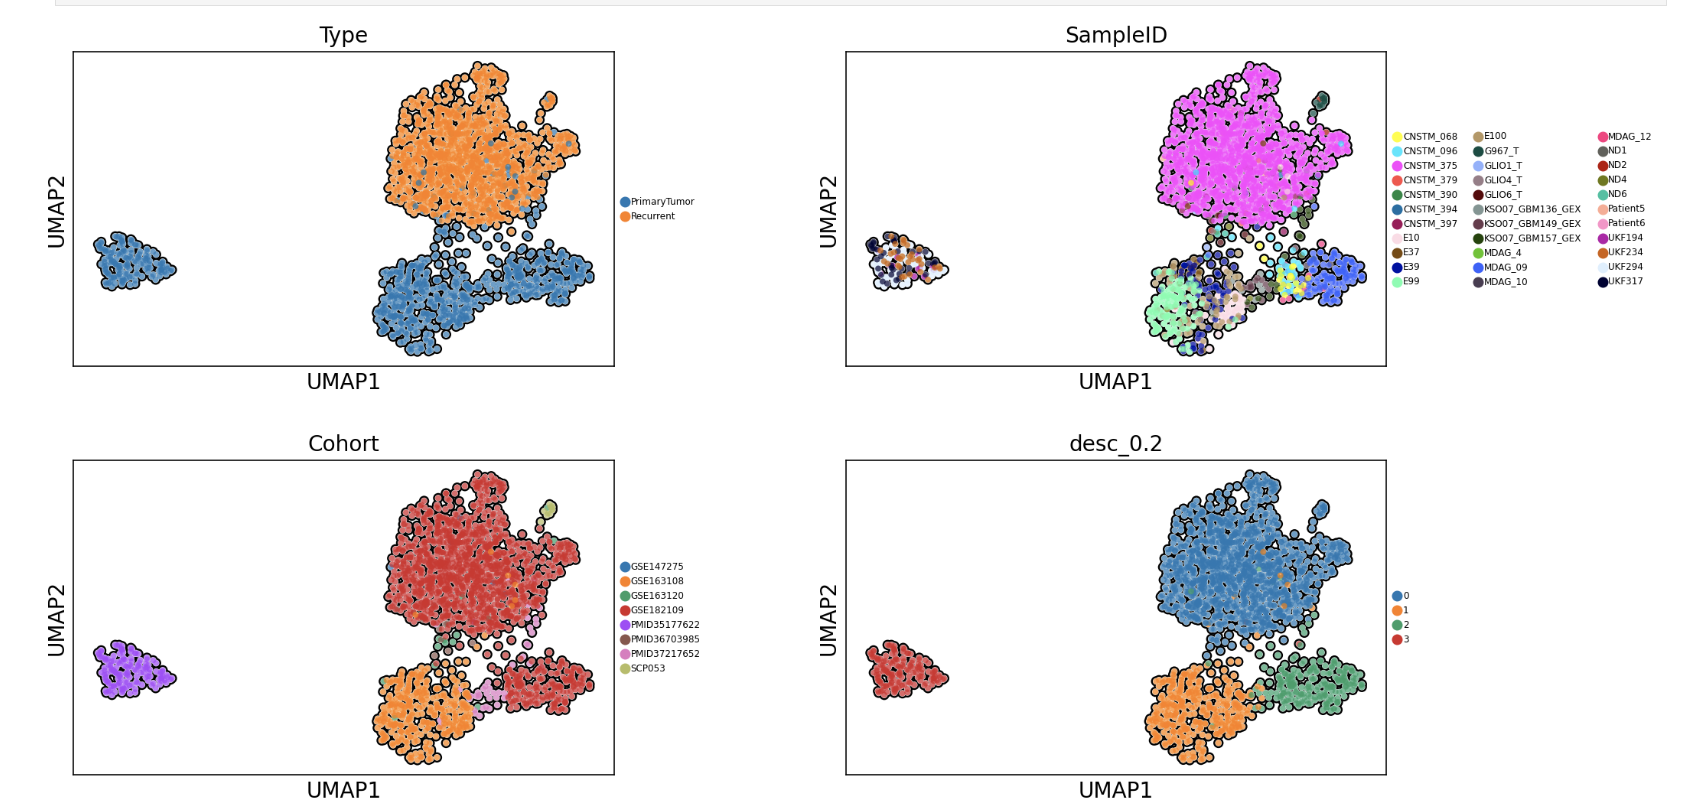 Type
UMAP2
UMAP1
PrimaryTumor
Recurrent
SampleID
UMAP2
UMAP1
CNSTM_068
CNSTM_096
CNSTM_375
CNSTM_379
CNSTM_390
CNSTM_394
CNSTM_397
E10
E37
E39
E99
E100
G967_T
GLIO1_T
GLIO4_T
GLIO6_T
KSO07_GBM136_GEX
KSO07_GBM149_GEX
KSO07_GBM157_GEX
MDAG_4
MDAG_09
MDAG_10
MDAG_12
ND1
ND2
ND4
ND6
Patient5
Patient6
UKF194
UKF234
UKF294
UKF317
Cohort
UMAP2
UMAP1
GSE147275
GSE163108
GSE163120
GSE182109
PMID35177622
PMID36703985
PMID37217652
SCP053
desc_0.2
UMAP2
UMAP1
0
1
2
3